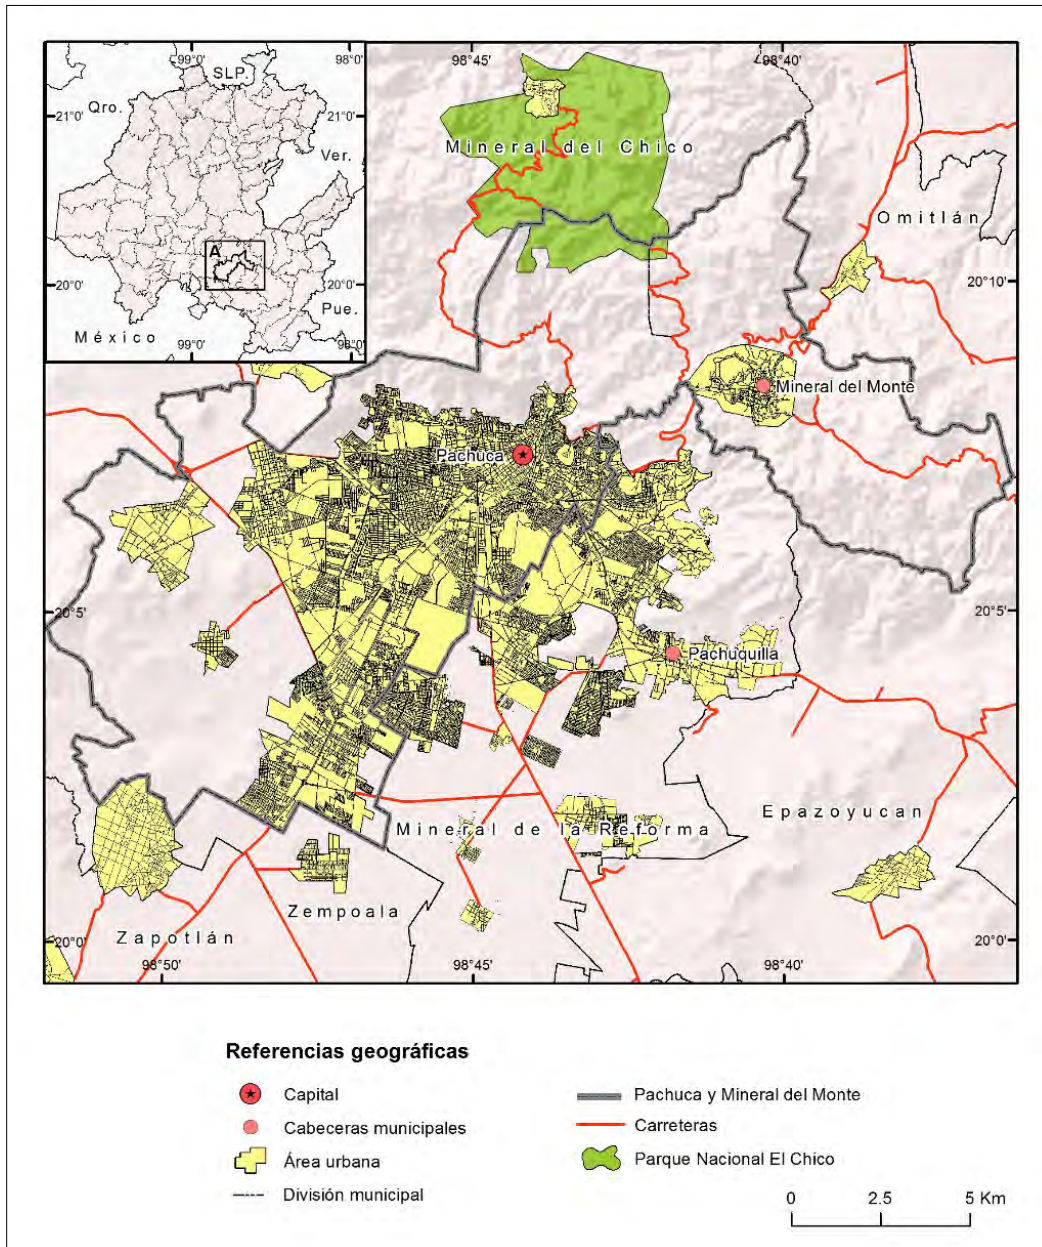 98°45'
98°40'
99°0'
98°0'
SLP.
Qro.
21°0'
21°0'
Ver.
Mineral del Chico
Omitlán
A
20°0'
20°0'
20°10'
Pue.
México
99°0'
98°0'
Mineral del Monte
Pachuca
20°5'
20°5'
Pachuquilla
Epazoyucan
Mineral de la Reforma
Zempoala
Zapotlán
20°0'
20°0'
98°50'
98°45'
98°40'
Referencias geográficas
Capital
Pachuca y Mineral del Monte
Cabeceras municipales
Carreteras
Área urbana
Parque Nacional El Chico
División municipal
0 2.5 5 Km